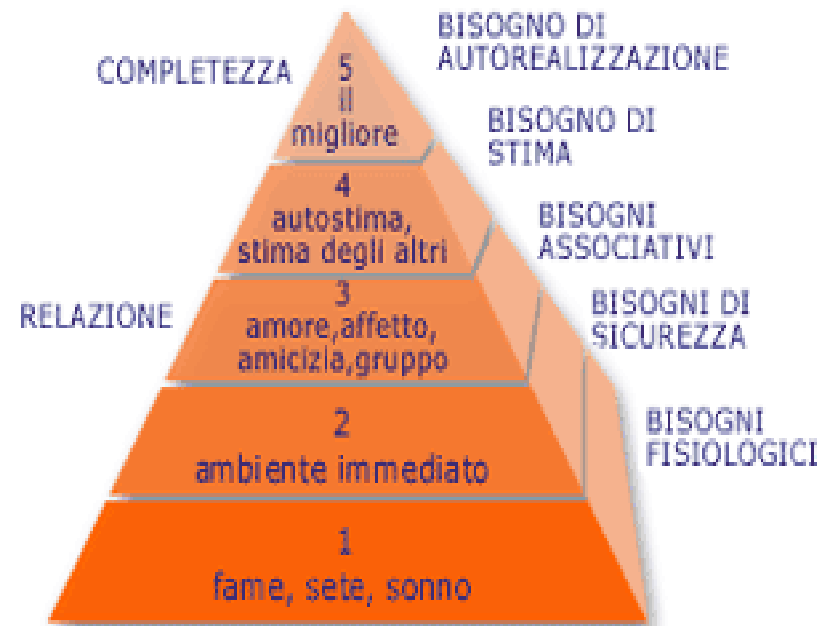 BISOGNO DI
AUTOREALIZZAZIONE
COMPLETEZZA
5
il
migliore
BISOGNO DI
STIMA
4
autostima,
stima degli altri
BISOGNI
ASSOCIATIVI
RELAZIONE
3
amore,affetto,
amicizia,gruppo
BISOGNI DI
SICUREZZA
2
ambiente immediato
BISOGNI
FISIOLOGICI
1
fame, sete, sonno